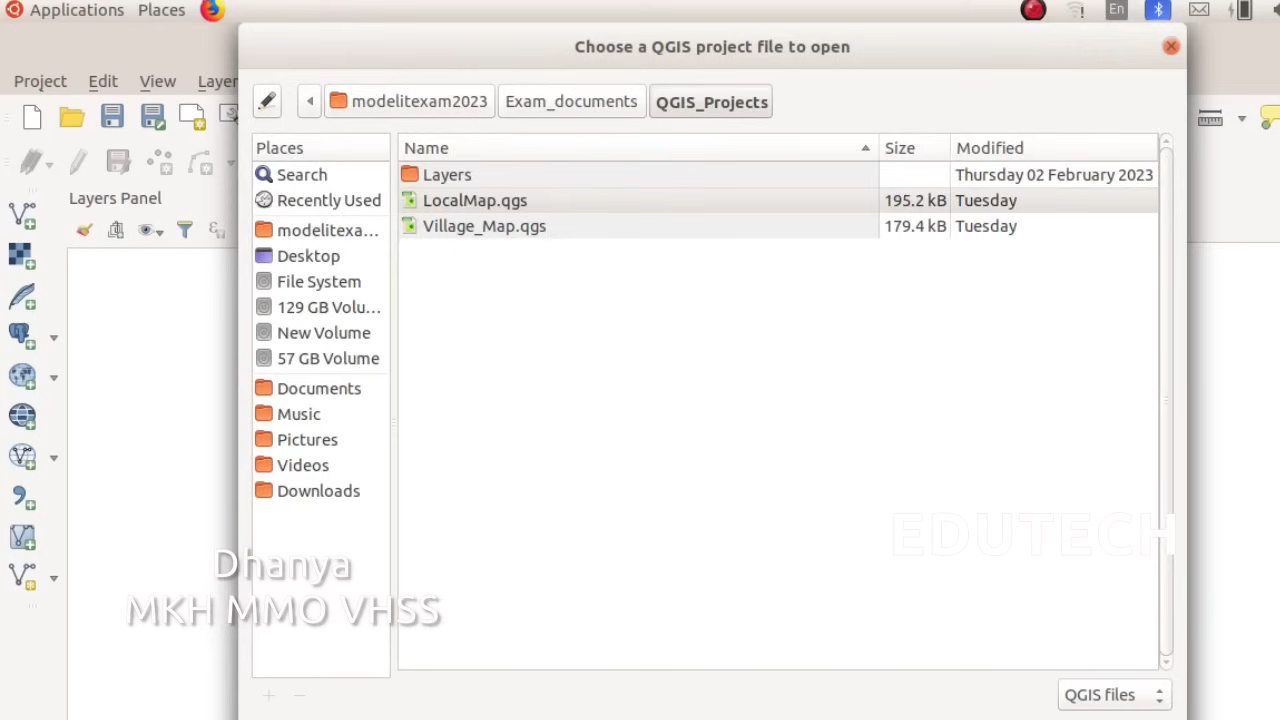 Applications Places
En
Choose a QGIS project file to open
Project Edit View Layer
modelitexam2023 Exam_documents QGIS_Projects
Places
Name Size Modified
Search
Layers Thursday 02 February 2023
Recently Used
LocalMap.qgs 195.2 kB Tuesday
Layers Panel
modelitexa...
Village_Map.qgs 179.4 kB Tuesday
Desktop
File System
129 GB Volu...
New Volume
57 GB Volume
Documents
Music
Pictures
Videos
Downloads
EDUTECH
Dhanya
MKH MMO VHSS
QGIS files